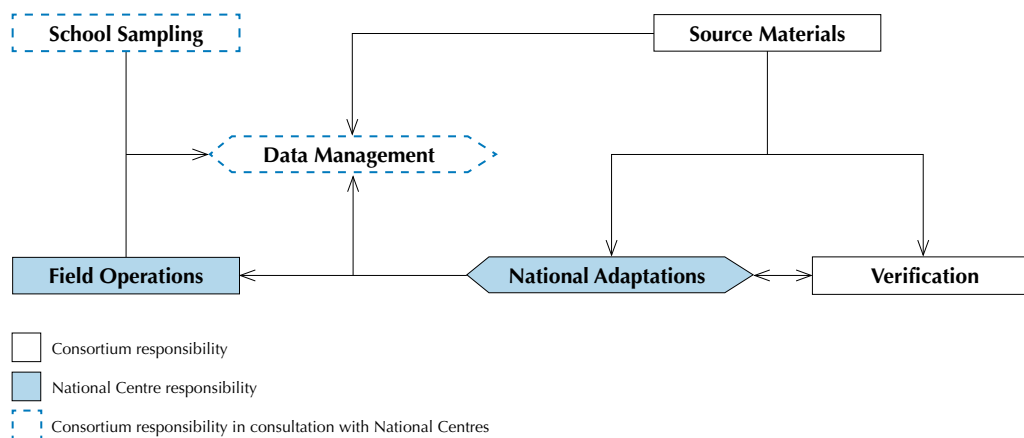 School Sampling
Source Materials
Data Management
Field Operations
National Adaptations
Verification
Consortium responsibility
National Centre responsibility
Consortium responsibility in consultation with National Centres